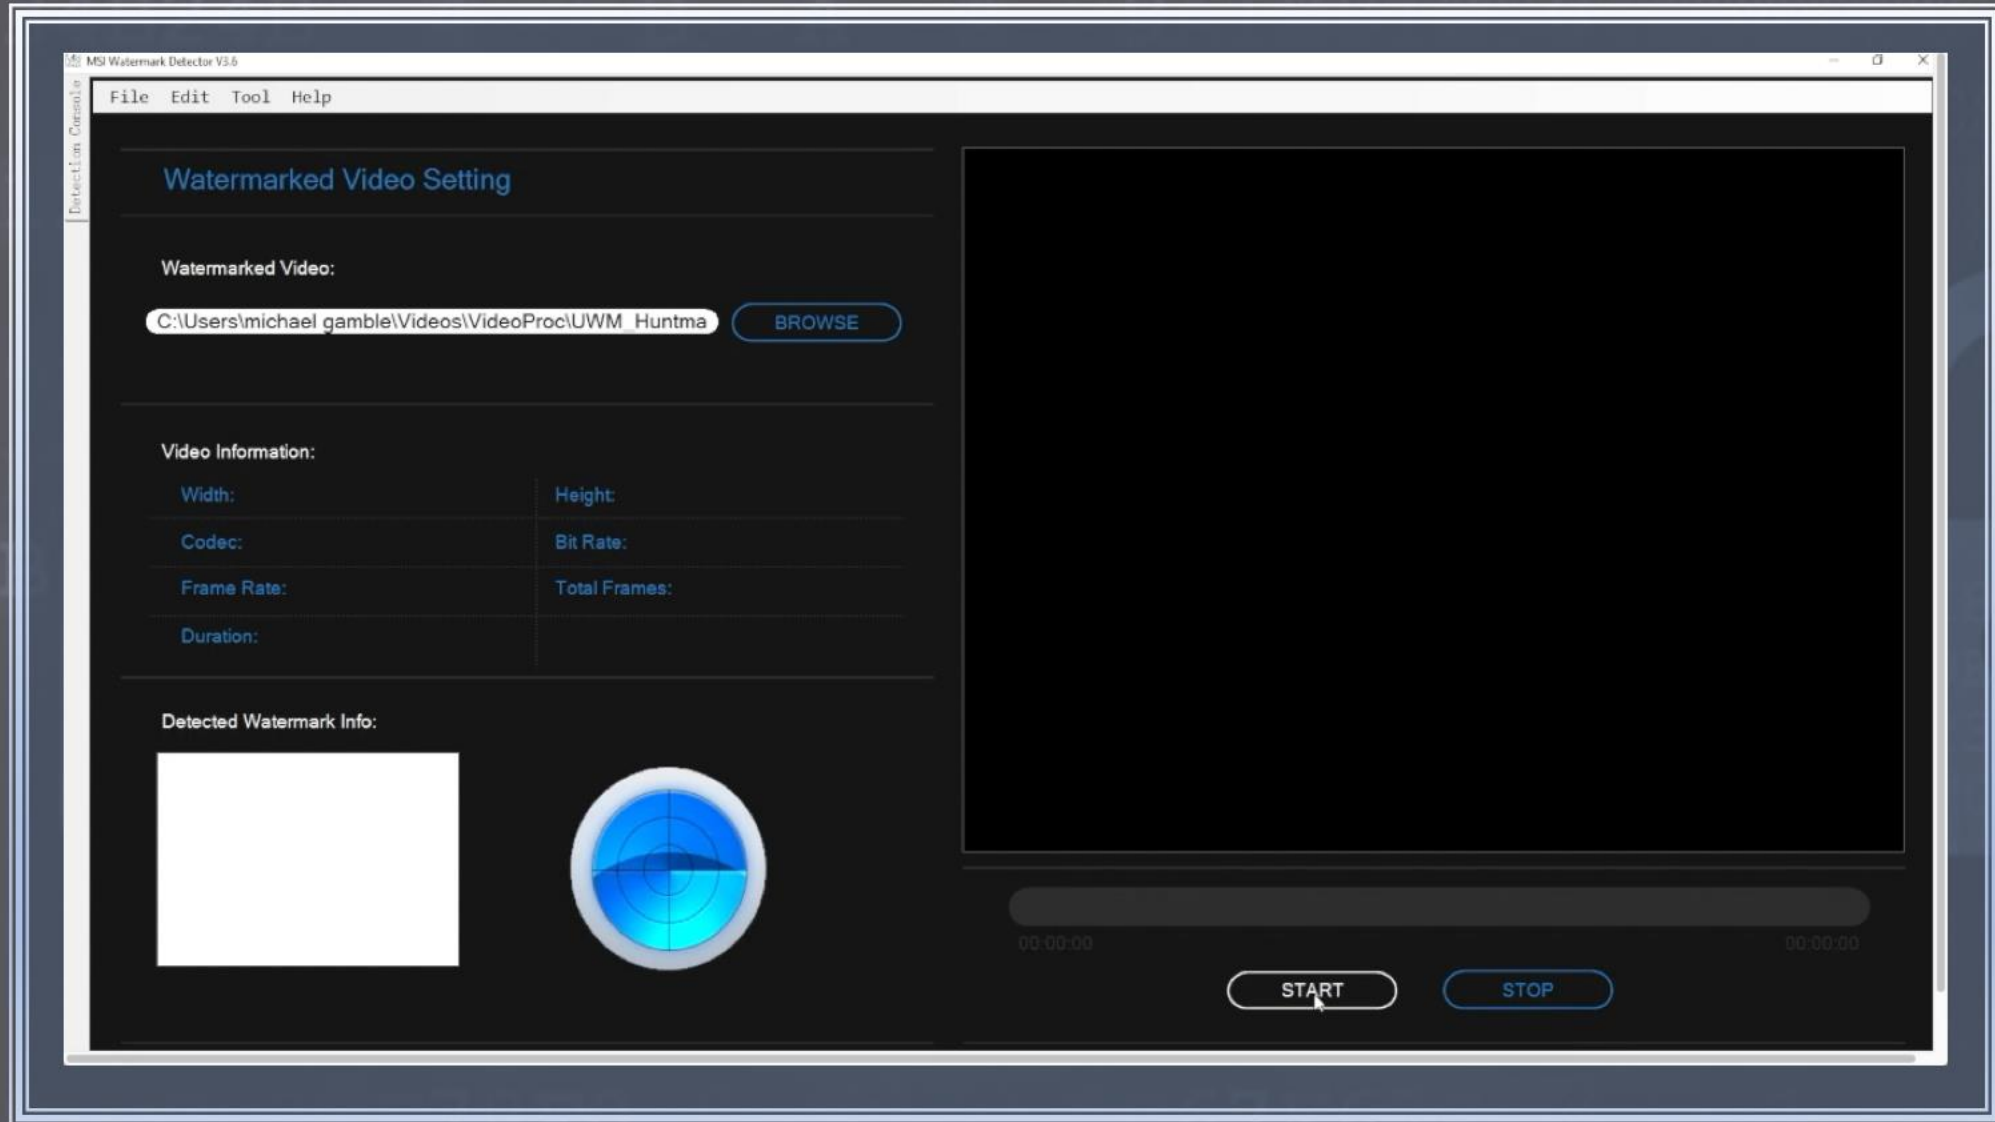 MSI Watermark Detector V3.6
Detection Console
File Edit Tool Help
Watermarked Video Setting
Watermarked Video:
C:\Users\michael gamble\Videos\VideoProc\UWM_Huntma
BROWSE
Video Information:
Width:
Height:
Codec:
Bit Rate:
Frame Rate:
Total Frames:
Duration:
Detected Watermark Info:
00:00:00
00:00:00
START
STOP